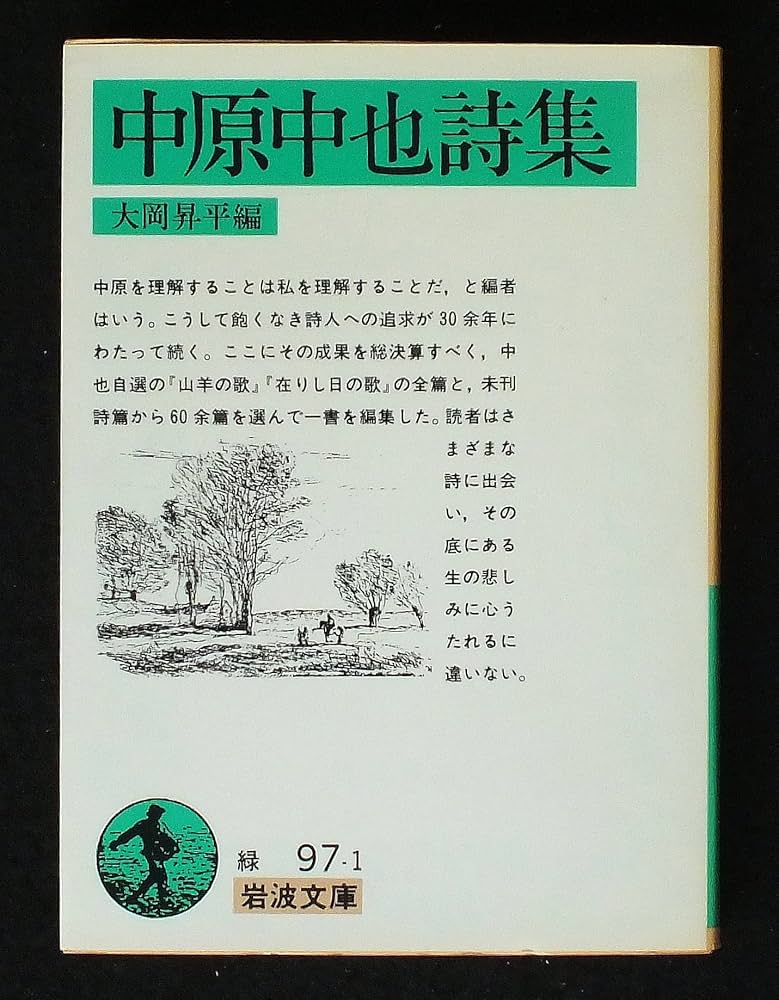 中原中也詩集
大岡昇平編
中原を理解することは私を理解することだ，と編者
はいう。こうして飽くなき詩人への追求が30余年に
わたって続く。ここにその成果を総決算すべく，中
也自選の『山羊の歌』『在りし日の歌』の全篇と，未刊
詩篇から60余篇を選んで一書を編集した。読者はさ
まざまな
詩に出会
い，その
底にある
生の悲し
みに心う
たれるに
違いない。
緑 97-1
岩波文庫